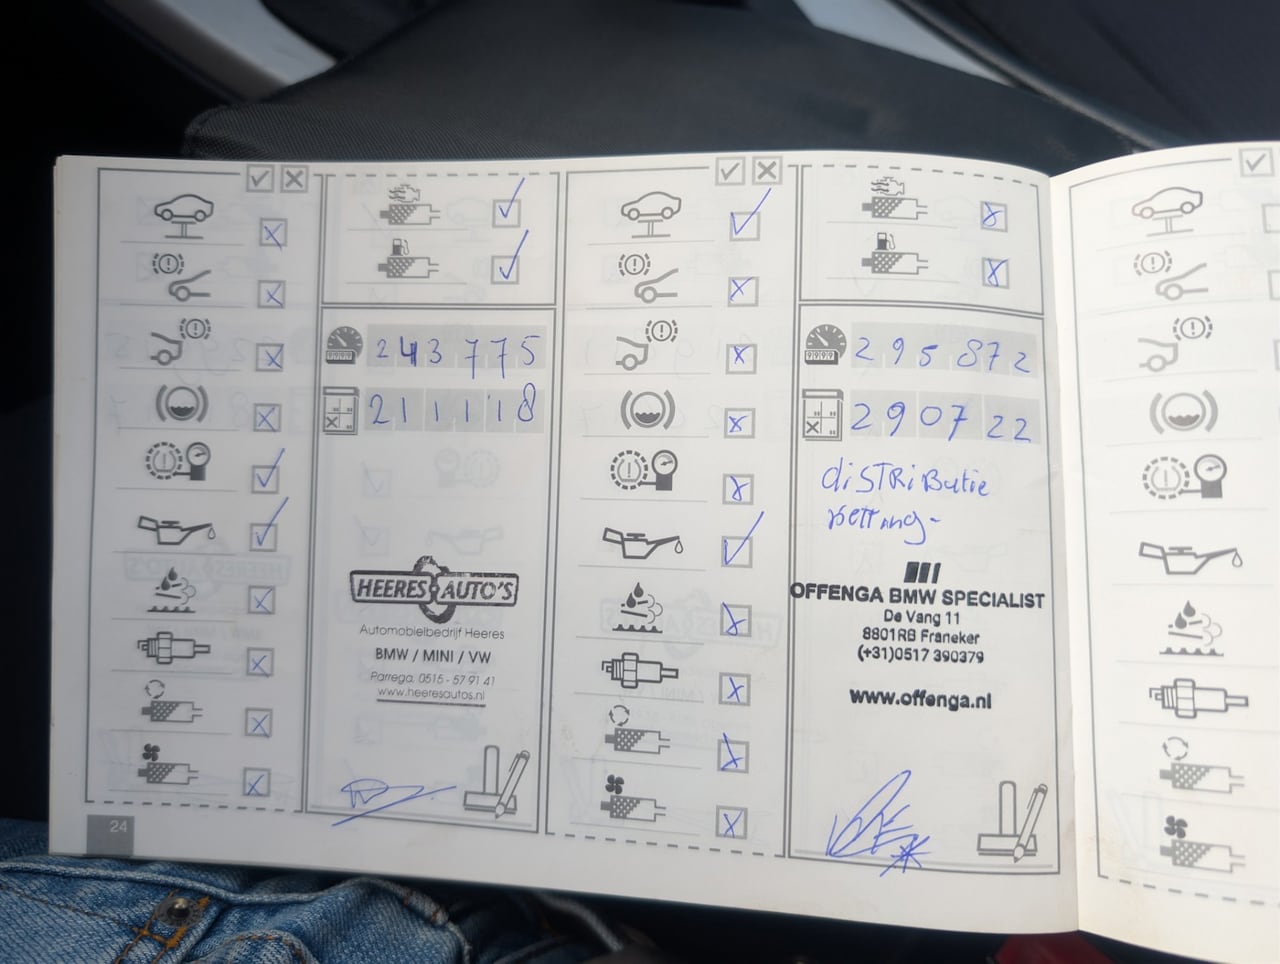 243775
211118
HEERES AUTO'S
Automobielbedrijf Heeres
BMW / MINI / VW
Parrega, 0515 - 57 91 41
www.heeresautos.nl
24
295872
290722
diSTRiButie
ketting-
OFFENGA BMW SPECIALIST
De Vang 11
8801RB Franeker
(+31)0517 390379
www.offenga.nl